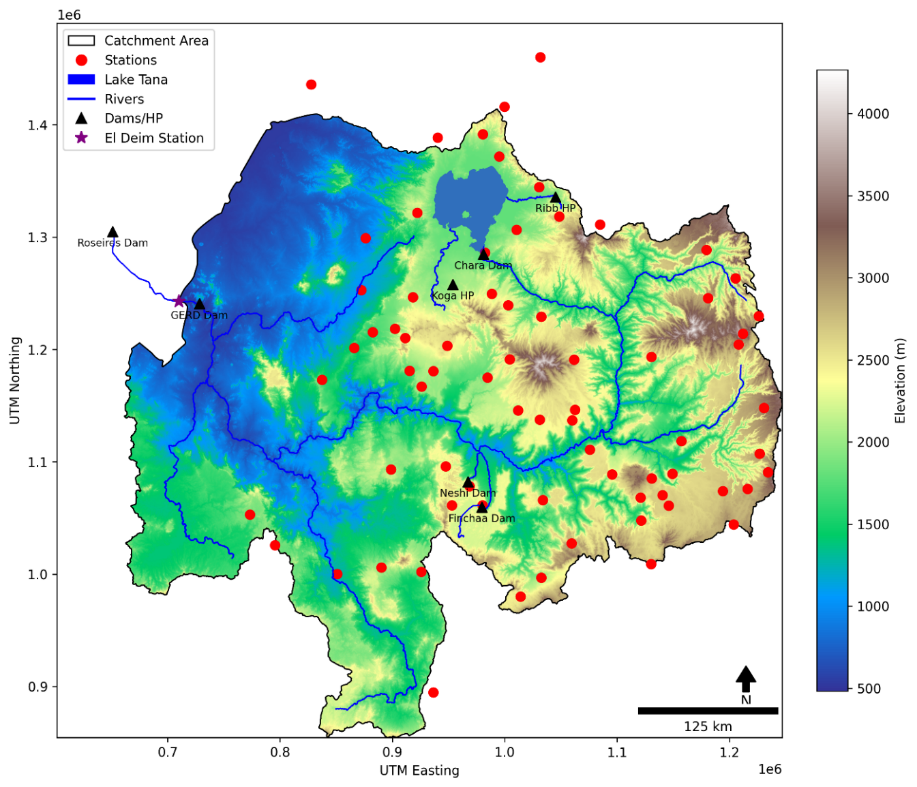 1e6
Catchment Area
Stations
Lake Tana
Rivers
Dams/HP
El Deim Station
1.4
1.3
1.2
1.1
1.0
0.9
UTM Northing
Ribb HP
Roseires Dam
Chara Dam
Koga HP
GERD Dam
Neshi Dam
Finchaa Dam
N
125 km
0.7
0.8
0.9
1.0
1.1
1.2
UTM Easting
1e6
4000
3500
3000
2500
2000
1500
1000
500
Elevation (m)